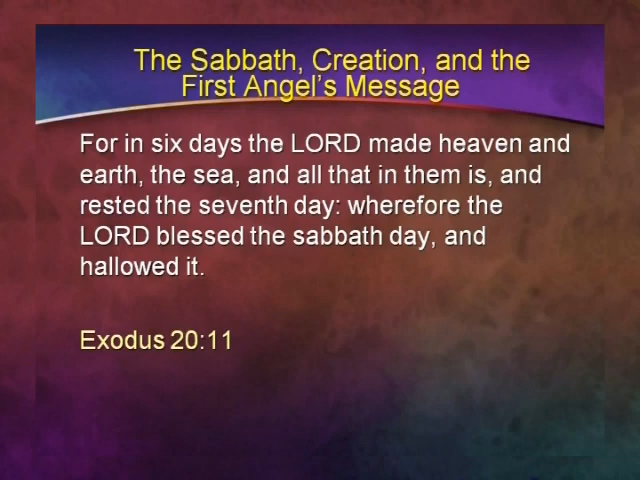 The Sabbath, Creation, and the
First Angel's Message
For in six days the LORD made heaven and
earth, the sea, and all that in them is, and
rested the seventh day: wherefore the
LORD blessed the sabbath day, and
hallowed it.
Exodus 20:11